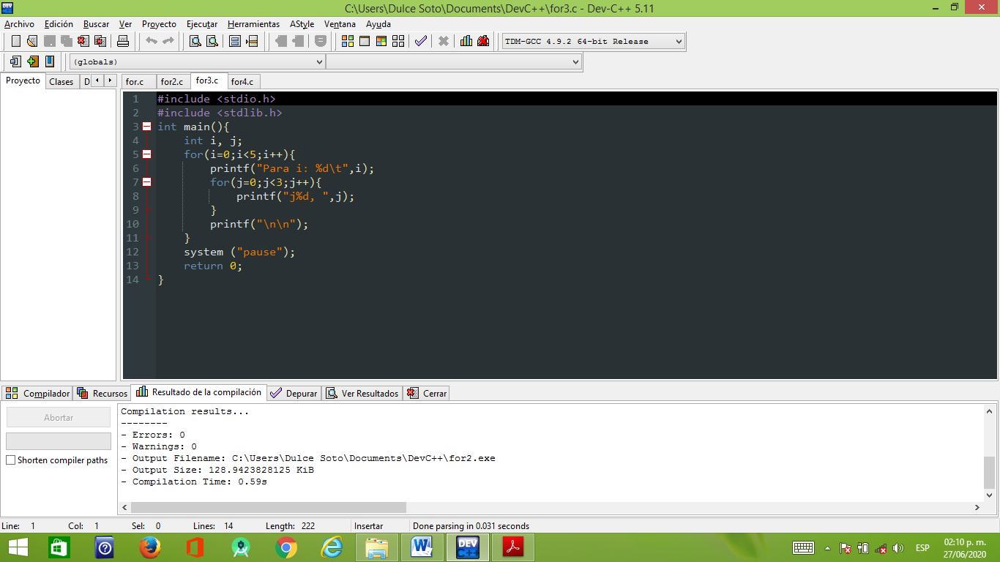 C:\Users\Dulce Soto\Documents\DevC++\for3.c - Dev-C++ 5.11
Archivo Edición Buscar Ver Proyecto Ejecutar Herramientas AStyle Ventana Ayuda
TDM-GCC 4.9.2 64-bit Release
(globals)
Proyecto Clases D for.c for2.c for3.c for4.c
1 #include <stdio.h>
2 #include <stdlib.h>
3 int main(){
4 int i, j;
5 for(i=0;i<5;i++){
6 printf("Para i: %d\t",i);
7 for(j=0;j<3;j++){
8 printf("j%d, ",j);
9 }
10 printf("\n\n");
11 }
12 system ("pause");
13 return 0;
14 }
Compilador Recursos Resultado de la compilación Depurar Ver Resultados Cerrar
Abortar
Shorten compiler paths
Compilation results...
--------
- Errors: 0
- Warnings: 0
- Output Filename: C:\Users\Dulce Soto\Documents\DevC++\for2.exe
- Output Size: 128.9423828125 KiB
- Compilation Time: 0.59s
Line: 1 Col: 1 Sel: 0 Lines: 14 Length: 222 Insertar Done parsing in 0.031 seconds
DEV C++
ESP
02:10 p. m.
27/06/2020